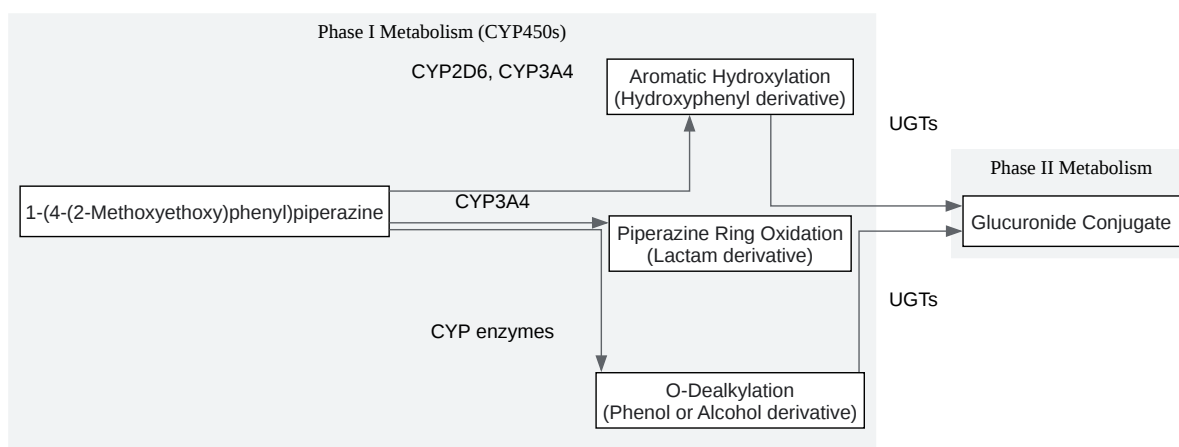 Phase I Metabolism (CYP450s)
CYP2D6, CYP3A4
Aromatic Hydroxylation
(Hydroxyphenyl derivative)
UGTs
Phase II Metabolism
1-(4-(2-Methoxyethoxy)phenyl)piperazine
CYP3A4
Piperazine Ring Oxidation
(Lactam derivative)
Glucuronide Conjugate
UGTs
CYP enzymes
O-Dealkylation
(Phenol or Alcohol derivative)